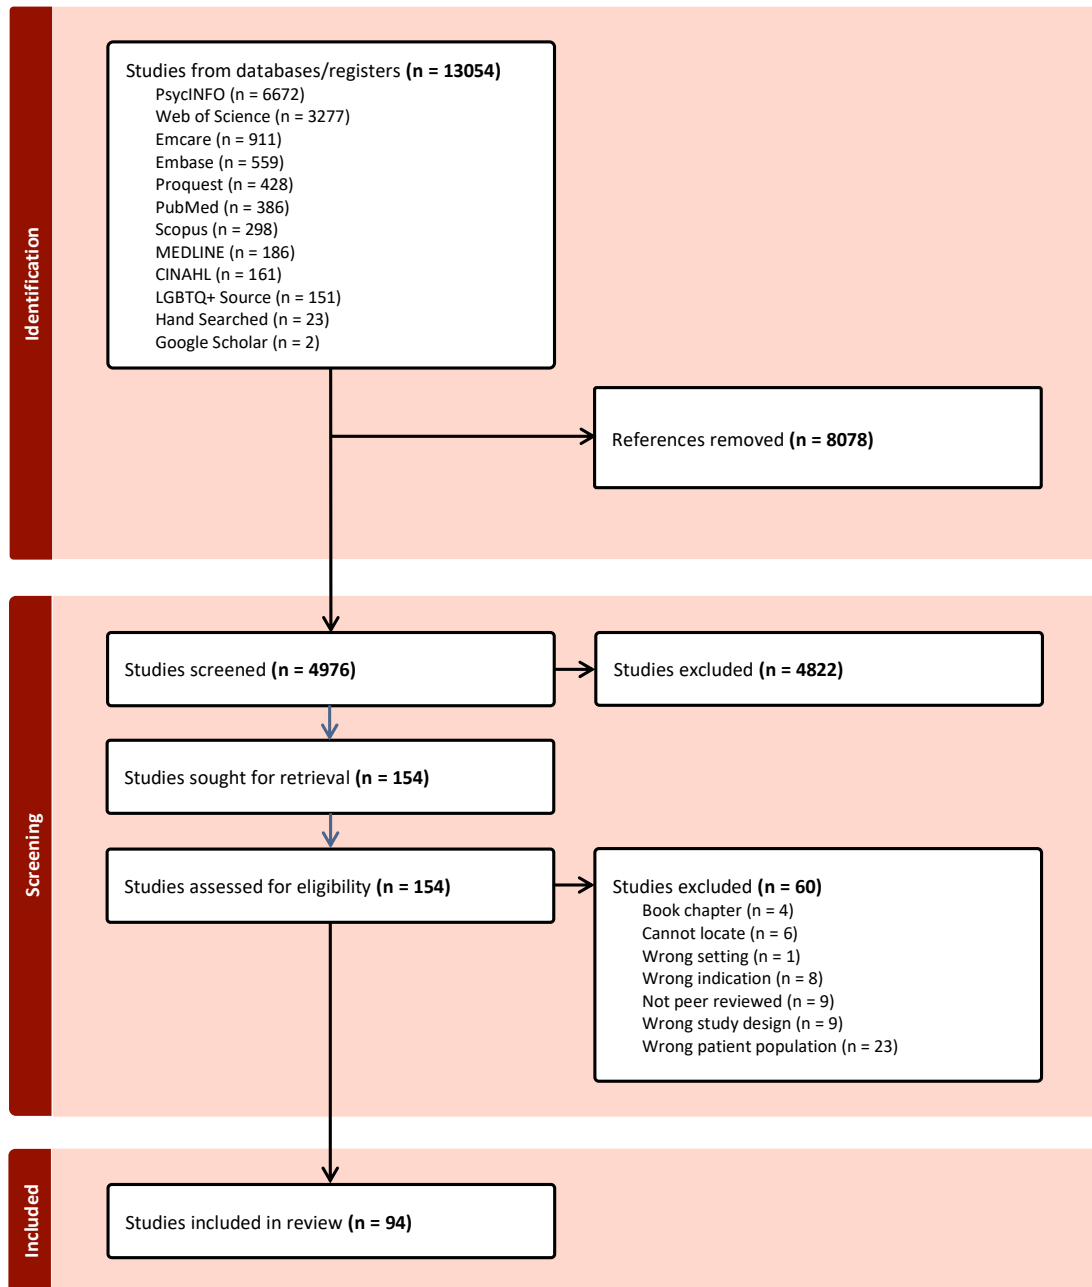 Identification
Studies from databases/registers (n = 13054)
PsycINFO (n = 6672)
Web of Science (n = 3277)
Emcare (n = 911)
Embase (n = 559)
Proquest (n = 428)
PubMed (n = 386)
Scopus (n = 298)
MEDLINE (n = 186)
CINAHL (n = 161)
LGBTQ+ Source (n = 151)
Hand Searched (n = 23)
Google Scholar (n = 2)
References removed (n = 8078)
Screening
Studies screened (n = 4976)
Studies excluded (n = 4822)
Studies sought for retrieval (n = 154)
Studies assessed for eligibility (n = 154)
Studies excluded (n = 60)
Book chapter (n = 4)
Cannot locate (n = 6)
Wrong setting (n = 1)
Wrong indication (n = 8)
Not peer reviewed (n = 9)
Wrong study design (n = 9)
Wrong patient population (n = 23)
Included
Studies included in review (n = 94)